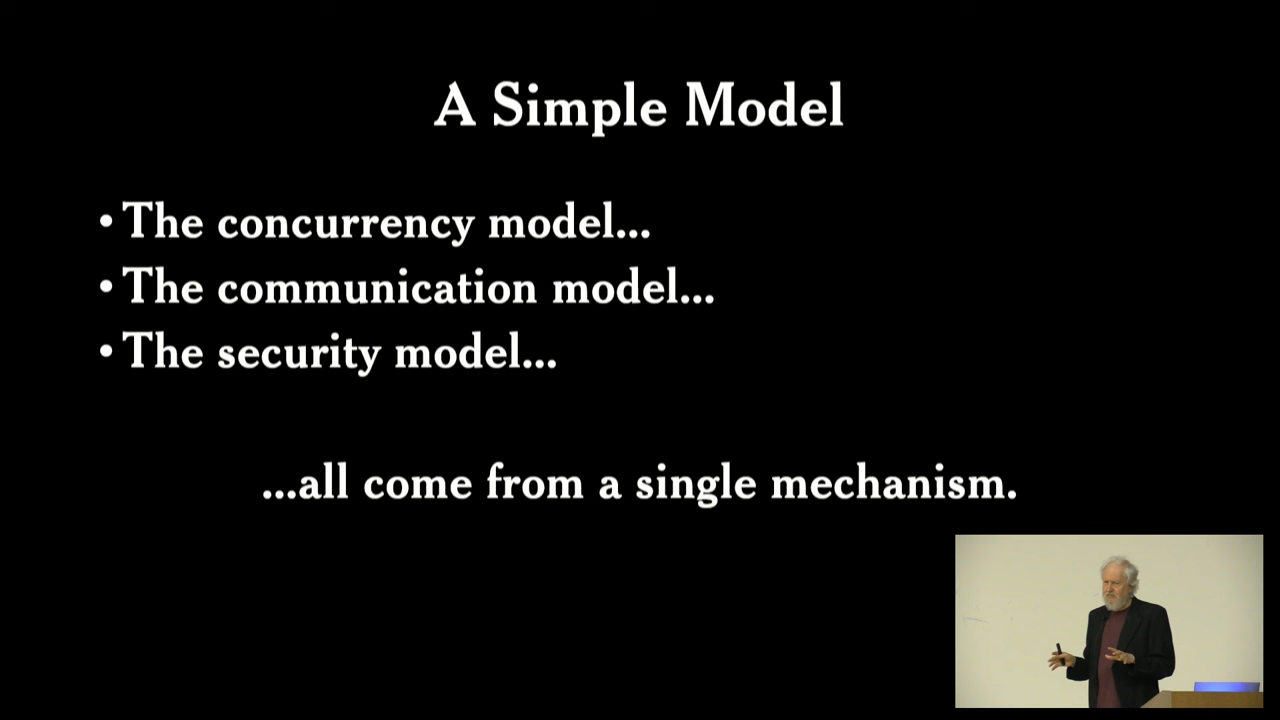 A Simple Model
• The concurrency model...
• The communication model...
• The security model...
...all come from a single mechanism.